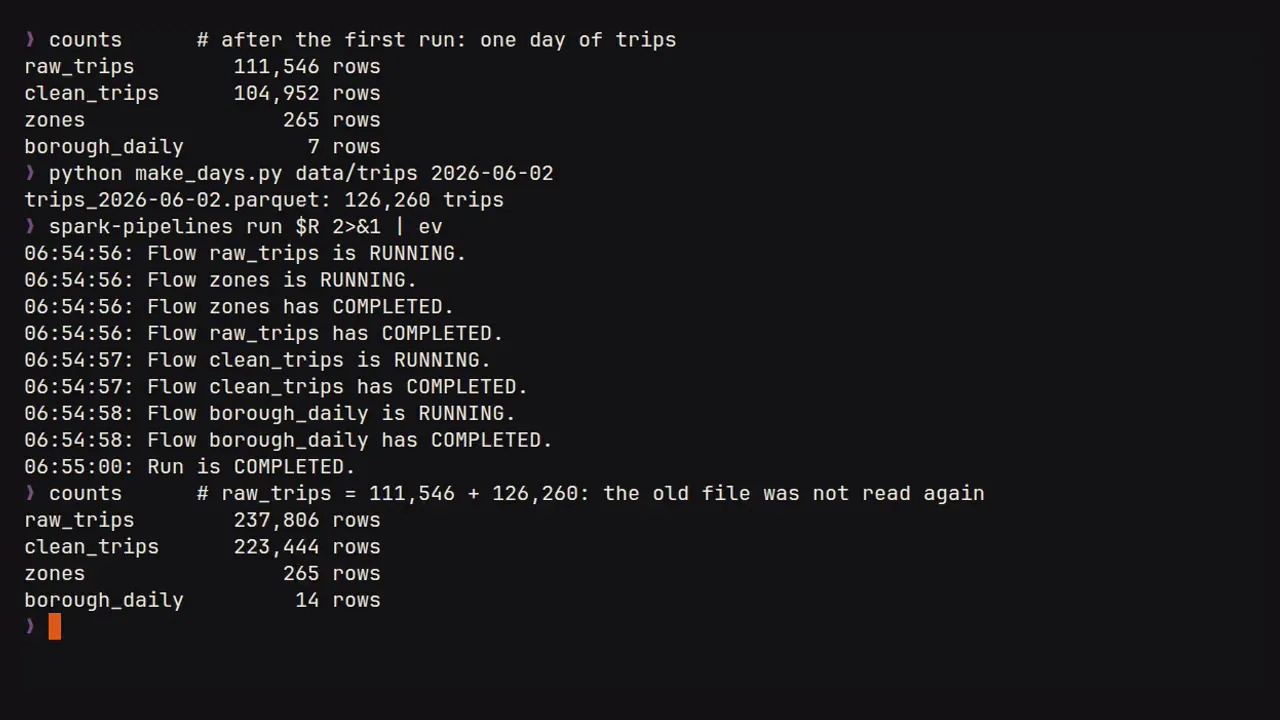 ❯ counts      # after the first run: one day of trips
raw_trips        111,546 rows
clean_trips      104,952 rows
zones                265 rows
borough_daily          7 rows
❯ python make_days.py data/trips 2026-06-02
trips_2026-06-02.parquet: 126,260 trips
❯ spark-pipelines run $R 2>&1 | ev
06:54:56: Flow raw_trips is RUNNING.
06:54:56: Flow zones is RUNNING.
06:54:56: Flow zones has COMPLETED.
06:54:56: Flow raw_trips has COMPLETED.
06:54:57: Flow clean_trips is RUNNING.
06:54:57: Flow clean_trips has COMPLETED.
06:54:58: Flow borough_daily is RUNNING.
06:54:58: Flow borough_daily has COMPLETED.
06:55:00: Run is COMPLETED.
❯ counts      # raw_trips = 111,546 + 126,260: the old file was not read again
raw_trips        237,806 rows
clean_trips      223,444 rows
zones                265 rows
borough_daily         14 rows
❯